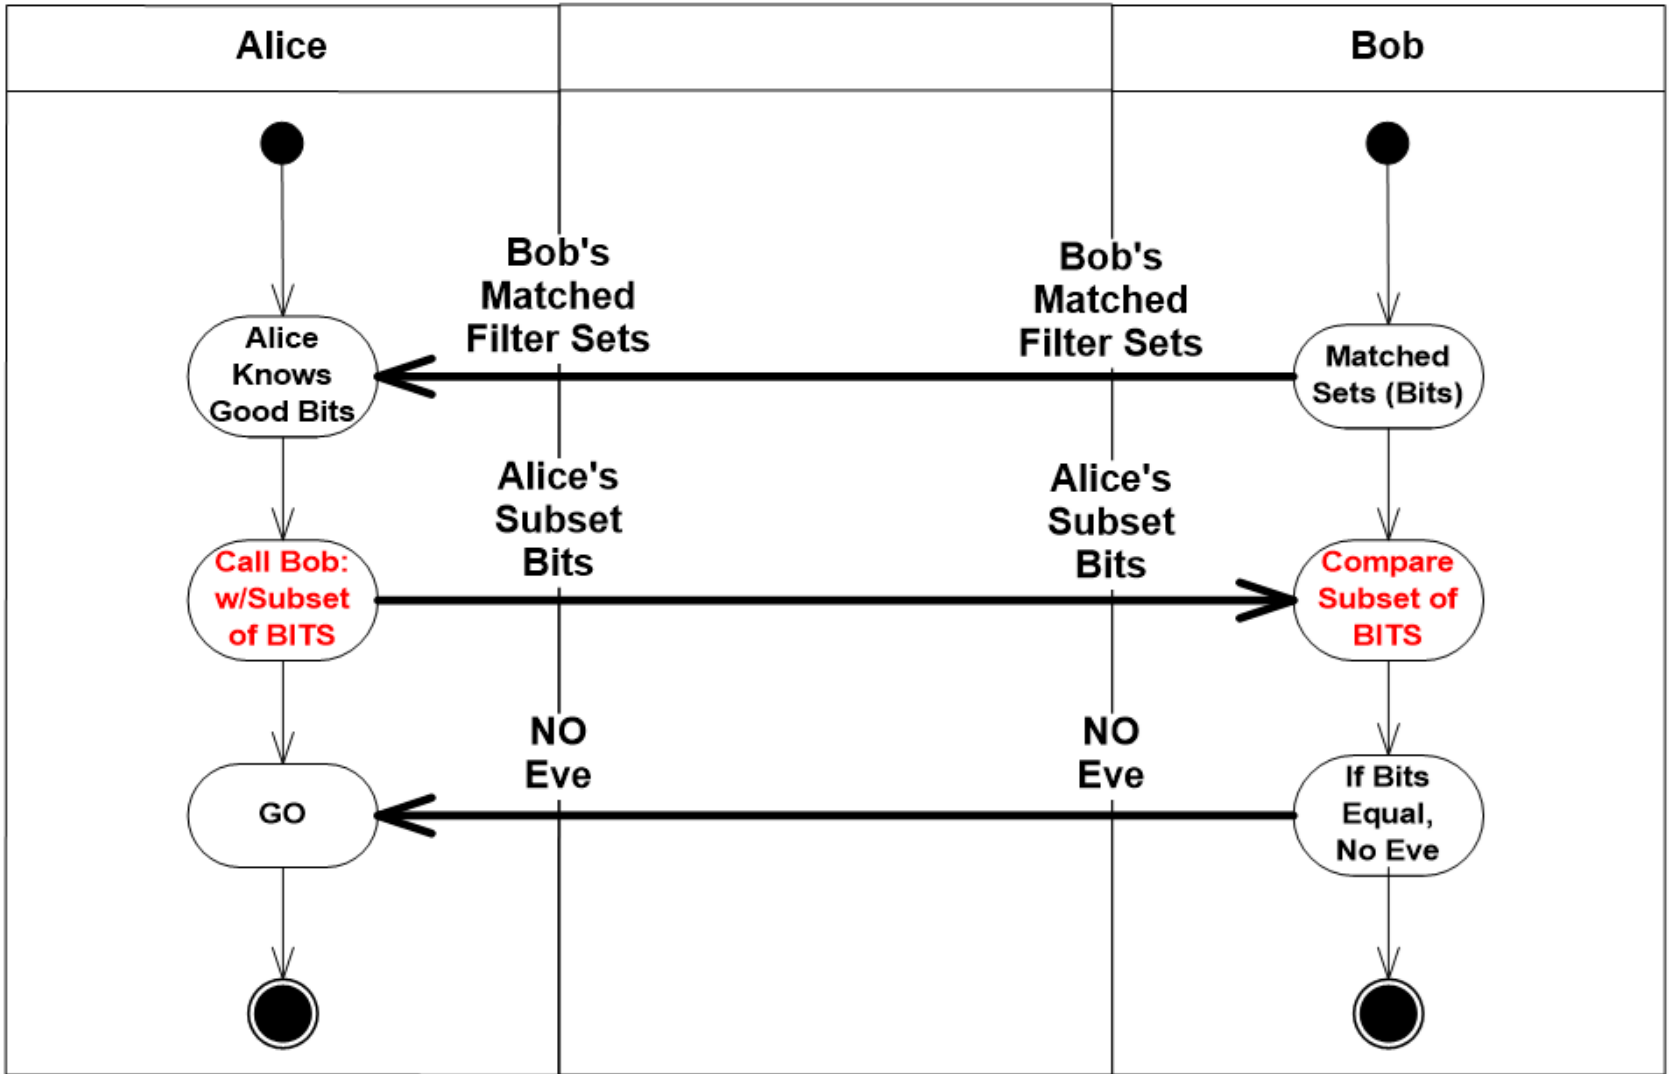 Alice
Bob
Bob's
Matched
Filter Sets
Bob's
Matched
Filter Sets
Alice
Knows
Good Bits
Matched
Sets (Bits)
Alice's
Subset
Bits
Alice's
Subset
Bits
Call Bob:
w/Subset
of BITS
Compare
Subset of
BITS
NO
Eve
NO
Eve
GO
If Bits
Equal,
No Eve